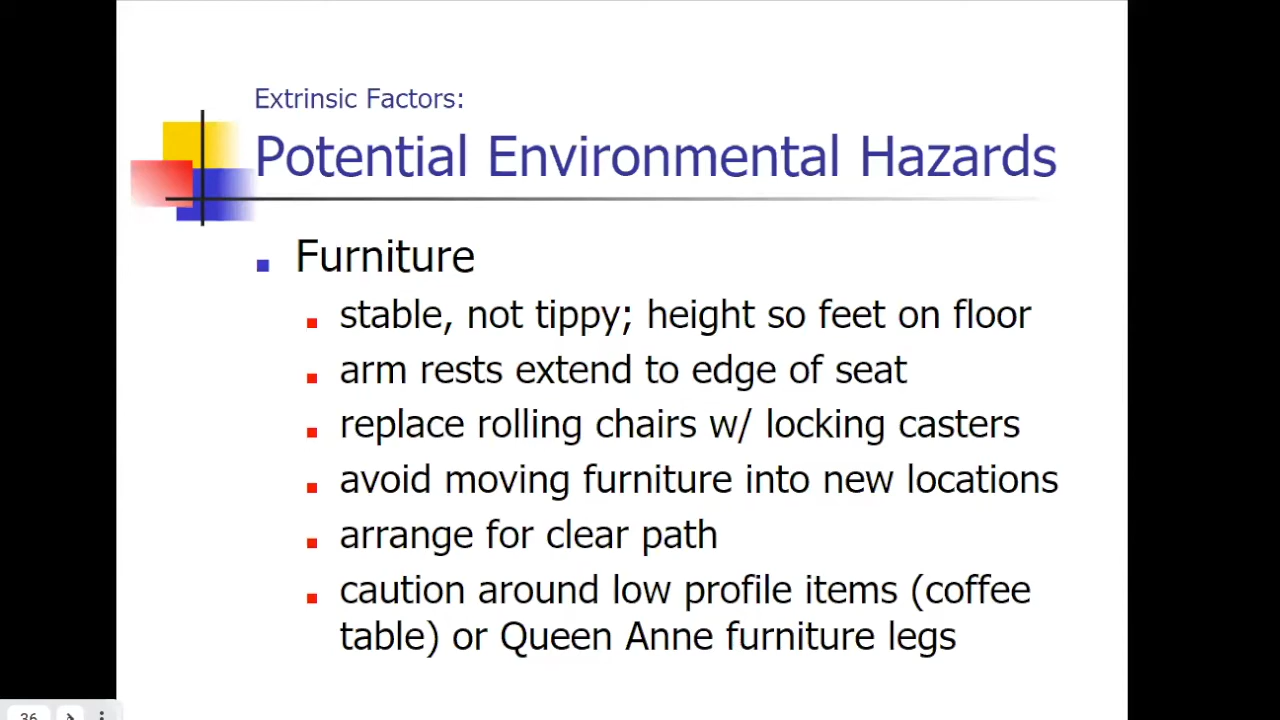 Extrinsic Factors:
Potential Environmental Hazards
Furniture
stable, not tippy; height so feet on floor
arm rests extend to edge of seat
replace rolling chairs w/ locking casters
avoid moving furniture into new locations
arrange for clear path
caution around low profile items (coffee
table) or Queen Anne furniture legs
36